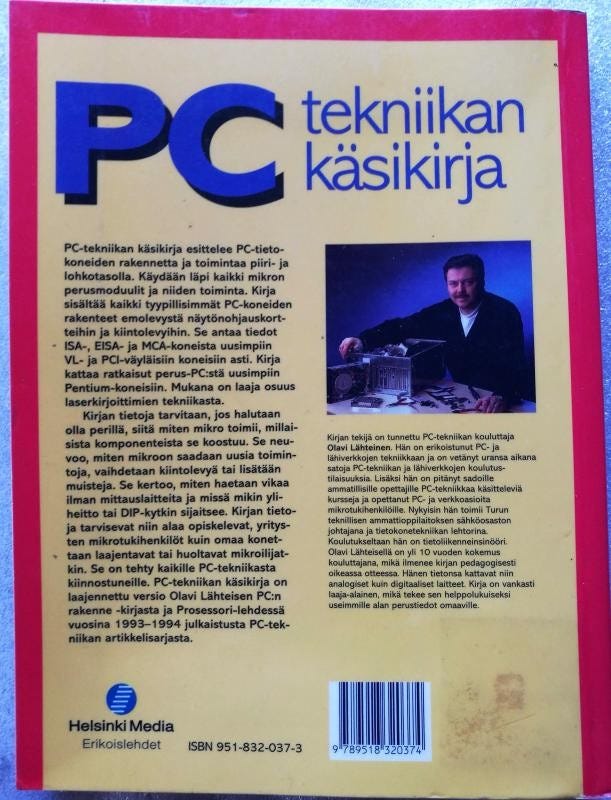 PC tekniikan
käsikirja
PC-tekniikan käsikirja esittelee PC-tieto-
koneiden rakennetta ja toimintaa piiri- ja
lohkotasolla. Käydään läpi kaikki mikron
perusmoduulit ja niiden toiminta. Kirja
sisältää kaikki tyypillisimmät PC-koneiden
rakenteet emolevystä näytönohjauskort-
teihin ja kiintolevyihin. Se antaa tiedot
ISA-, EISA- ja MCA-koneista uusimpiin
VL- ja PCI-väyläisiin koneisiin asti. Kirja
kattaa ratkaisut perus-PC:stä uusimpiin
Pentium-koneisiin. Mukana on laaja osuus
laserkirjoittimien tekniikasta.
Kirjan tietoja tarvitaan, jos halutaan
olla perillä, siitä miten mikro toimii, millai-
sista komponenteista se koostuu. Se neu-
voo, miten mikroon saadaan uusia toimin-
toja, vaihdetaan kiintolevyä tai lisätään
muisteja. Se kertoo, miten haetaan vikaa
ilman mittauslaitteita ja missä mikin yli-
heitto tai DIP-kytkin sijaitsee. Kirjan tieto-
ja tarvisevat niin alaa opiskelevat, yritys-
ten mikrotukihenkilöt kuin omaa konet-
taan laajentavat tai huoltavat mikroilijat-
kin. Se on tehty kaikille PC-tekniikasta
kiinnostuneille. PC-tekniikan käsikirja on
laajennettu versio Olavi Lähteisen PC:n
rakenne -kirjasta ja Prosessori-lehdessä
vuosina 1993–1994 julkaistusta PC-tek-
niikan artikkelisarjasta.
Kirjan tekijä on tunnettu PC-tekniikan kouluttaja
Olavi Lähteinen. Hän on erikoistunut PC- ja
lähiverkkojen tekniikkaan ja on vetänyt uransa aikana
satoja PC-tekniikan ja lähiverkkojen koulutus-
tilaisuuksia. Lisäksi hän on pitänyt sadoille
ammatillisille opettajille PC-tekniikkaa käsitteleviä
kursseja ja opettanut PC- ja verkkoasioita
mikrotukihenkilöille. Nykyisin hän toimii Turun
teknillisen ammattioppilaitoksen sähköosaston
johtajana ja tietokonetekniikan lehtorina.
Koulutukseltaan hän on tietoliikenneinsinööri.
Olavi Lähteisellä on yli 10 vuoden kokemus
kouluttajana, mikä ilmenee kirjan pedagogisesti
oikeassa otteessa. Hänen tietonsa kattavat niin
analogiset kuin digitaaliset laitteet. Kirja on vankasti
laaja-alainen, mikä tekee sen helppolukuiseksi
useimmille alan perustiedot omaaville.
Helsinki Media
Erikoislehdet
ISBN 951-832-037-3
9 789518 320374